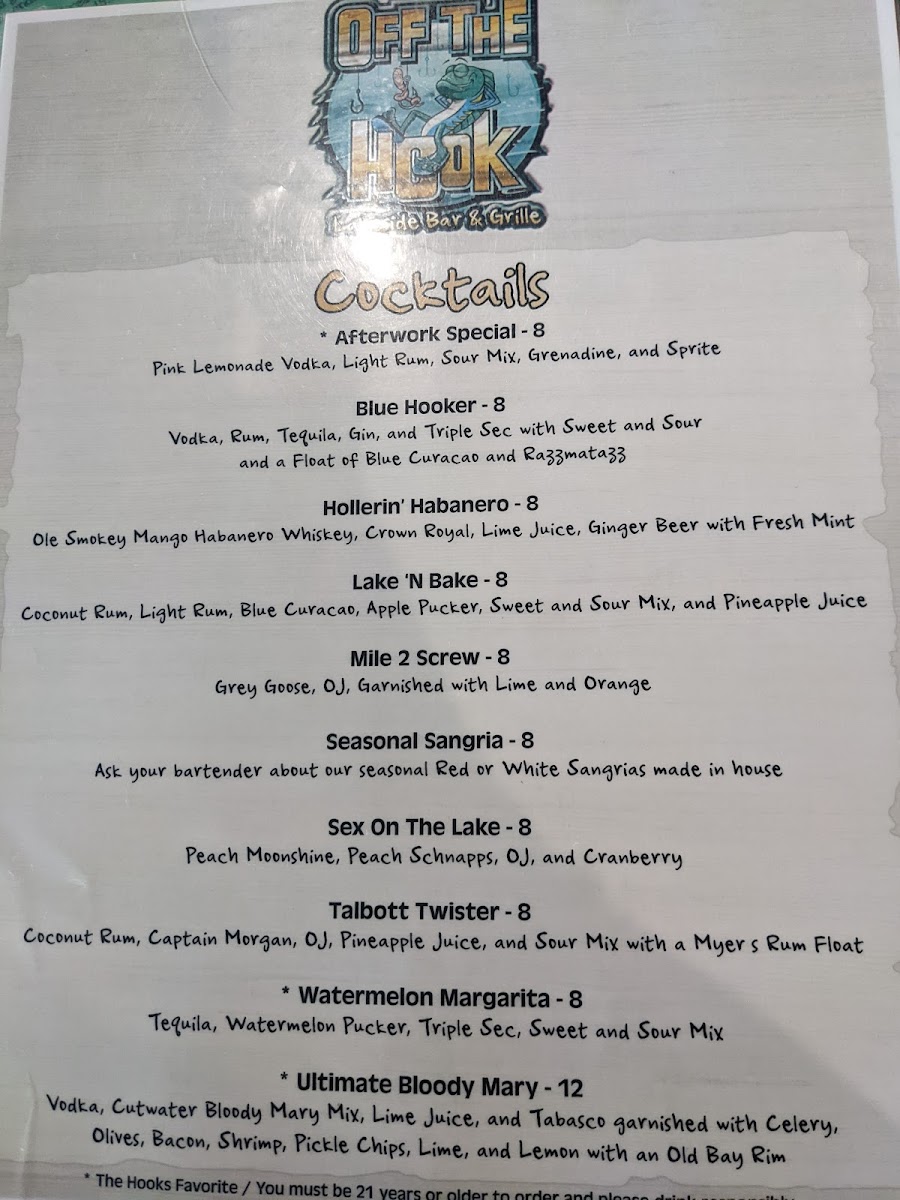 OFF THE
HOOK
Bar & Grille
Cocktails
* Afterwork Special - 8
Pink Lemonade Vodka, Light Rum, Sour Mix, Grenadine, and Sprite
Blue Hooker - 8
Vodka, Rum, Tequila, Gin, and Triple Sec with Sweet and Sour
and a Float of Blue Curacao and Razzmatazz
Hollerin' Habanero - 8
Ole Smokey Mango Habanero Whiskey, Crown Royal, Lime Juice, Ginger Beer with Fresh Mint
Lake 'N Bake - 8
Coconut Rum, Light Rum, Blue Curacao, Apple Pucker, Sweet and Sour Mix, and Pineapple Juice
Mile 2 Screw - 8
Grey Goose, OJ, Garnished with Lime and Orange
Seasonal Sangria - 8
Ask your bartender about our seasonal Red or White Sangrias made in house
Sex On The Lake - 8
Peach Moonshine, Peach Schnapps, OJ, and Cranberry
Talbott Twister - 8
Coconut Rum, Captain Morgan, OJ, Pineapple Juice, and Sour Mix with a Myer s Rum Float
* Watermelon Margarita - 8
Tequila, Watermelon Pucker, Triple Sec, Sweet and Sour Mix
* Ultimate Bloody Mary - 12
Vodka, Cutwater Bloody Mary Mix, Lime Juice, and Tabasco garnished with Celery,
Olives, Bacon, Shrimp, Pickle Chips, Lime, and Lemon with an Old Bay Rim
* The Hooks Favorite / You must be 21 years or older to order and please drink responsibly